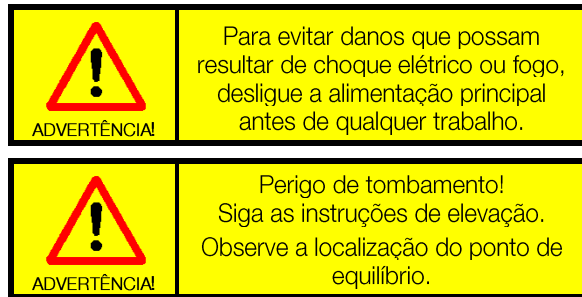 Para evitar danos que possam
resultar de choque elétrico ou fogo,
desligue a alimentação principal
antes de qualquer trabalho.
ADVERTÊNCIA!
Perigo de tombamento!
Siga as instruções de elevação.
Observe a localização do ponto de
equilíbrio.
ADVERTÊNCIA!